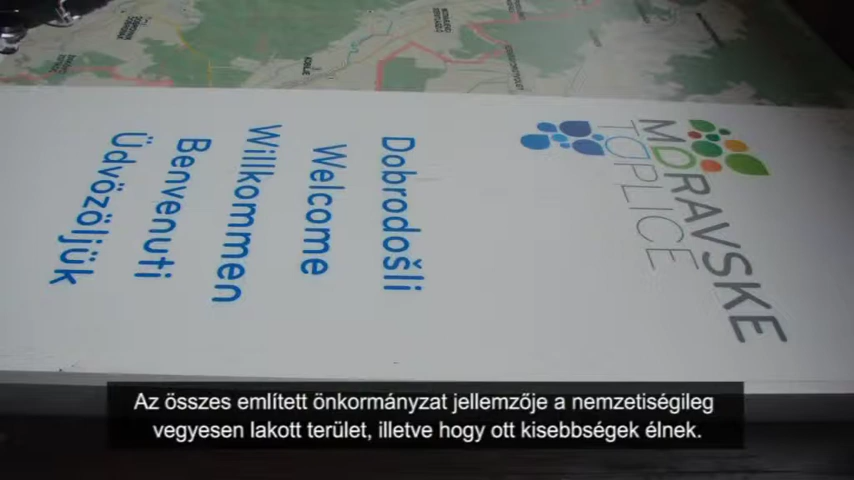 MORAVSKE
TOPLICE
Dobrodošli
Welcome
Willkommen
Benvenuti
Üdvözöljük
Az összes említett önkormányzat jellemzője a nemzetiségileg
vegyesen lakott terület, illetve hogy ott kisebbségek élnek.